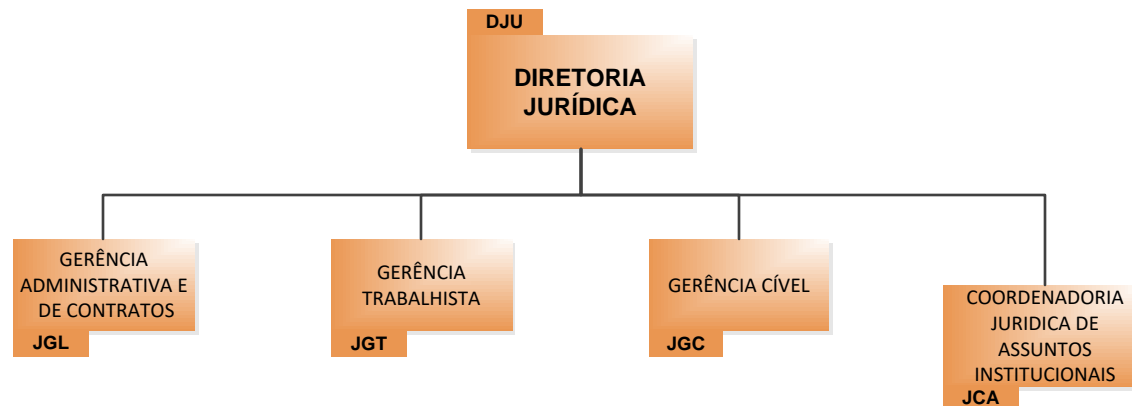 DJU
DIRETORIA
JURÍDICA
GERÊNCIA
ADMINISTRATIVA E
DE CONTRATOS
JGL
GERÊNCIA
TRABALHISTA
JGT
GERÊNCIA CÍVEL
JGC
COORDENADORIA
JURIDICA DE
ASSUNTOS
INSTITUCIONAIS
JCA